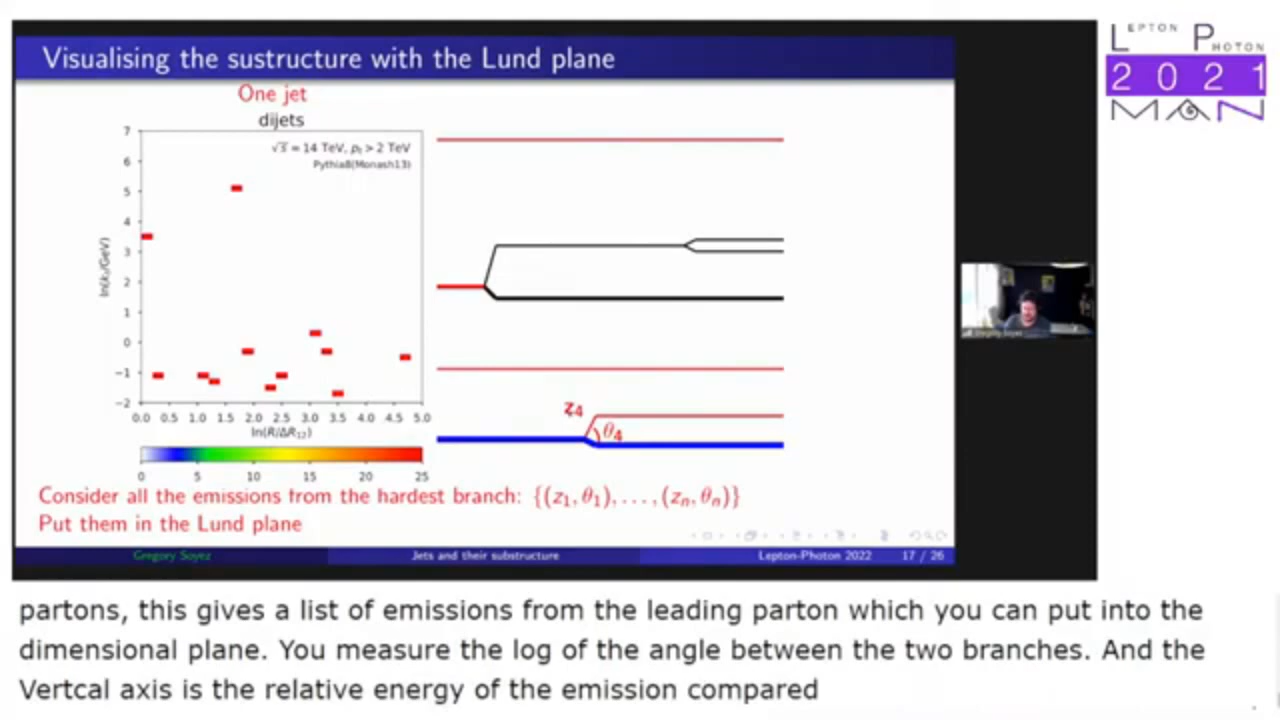 Visualising the sustructure with the Lund plane
LEPTON PHOTON
2021
MAN
One jet
dijets
√s = 14 TeV, pₜ > 2 TeV
Pythia8(Monash13)
7
6
5
4
3
2
1
0
−1
−2
ln(kₜ/GeV)
0.0 0.5 1.0 1.5 2.0 2.5 3.0 3.5 4.0 4.5 5.0
ln(R/ΔR₁₂)
0 5 10 15 20 25
z₄
θ₄
Consider all the emissions from the hardest branch: {(z₁, θ₁), . . . , (zₙ, θₙ)}
Put them in the Lund plane
Gregory Soyez Jets and their substructure Lepton-Photon 2022 17 / 26
Gregory Soyez
partons, this gives a list of emissions from the leading parton which you can put into the
dimensional plane. You measure the log of the angle between the two branches. And the
Vertcal axis is the relative energy of the emission compared